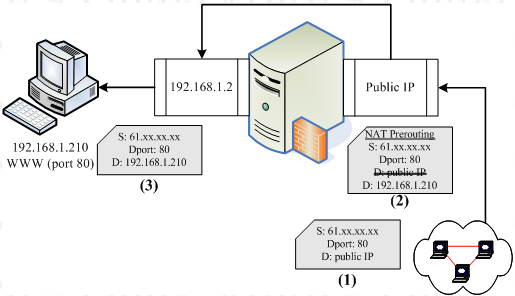 192.168.1.2
Public IP
192.168.1.210
WWW (port 80)
S: 61.xx.xx.xx
Dport: 80
D: 192.168.1.210
(3)
NAT Prerouting
S: 61.xx.xx.xx
Dport: 80
D: public IP
D: 192.168.1.210
(2)
S: 61.xx.xx.xx
Dport: 80
D: public IP
(1)